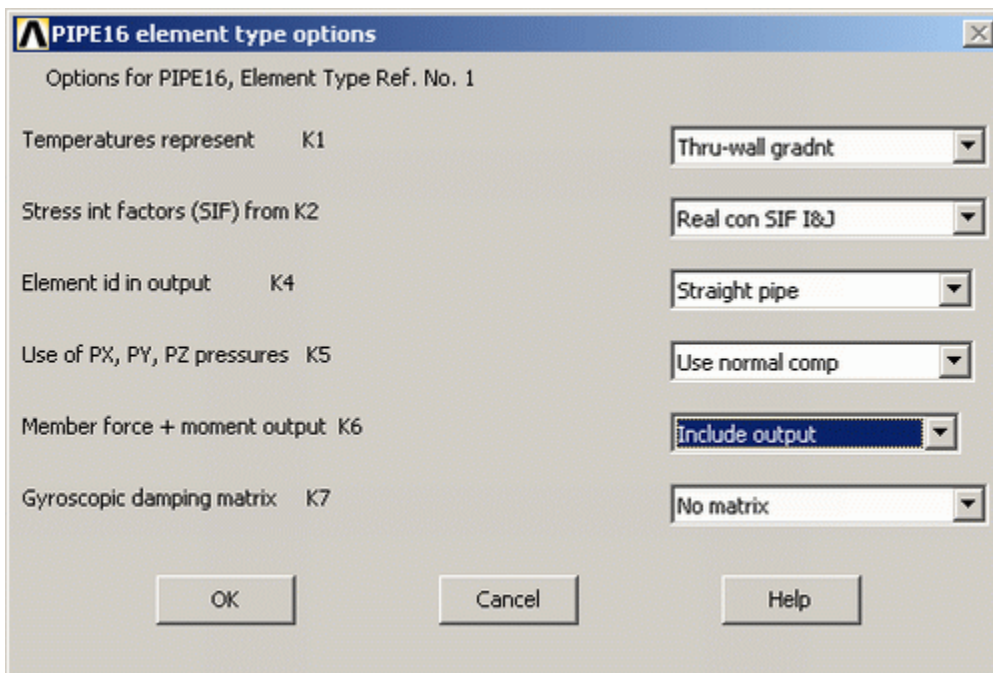 PIPE16 element type options
Options for PIPE16, Element Type Ref. No. 1
Temperatures represent K1 Thru-wall gradnt
Stress int factors (SIF) from K2 Real con SIF I&J
Element id in output K4 Straight pipe
Use of PX, PY, PZ pressures K5 Use normal comp
Member force + moment output K6 Include output
Gyroscopic damping matrix K7 No matrix
OK Cancel Help